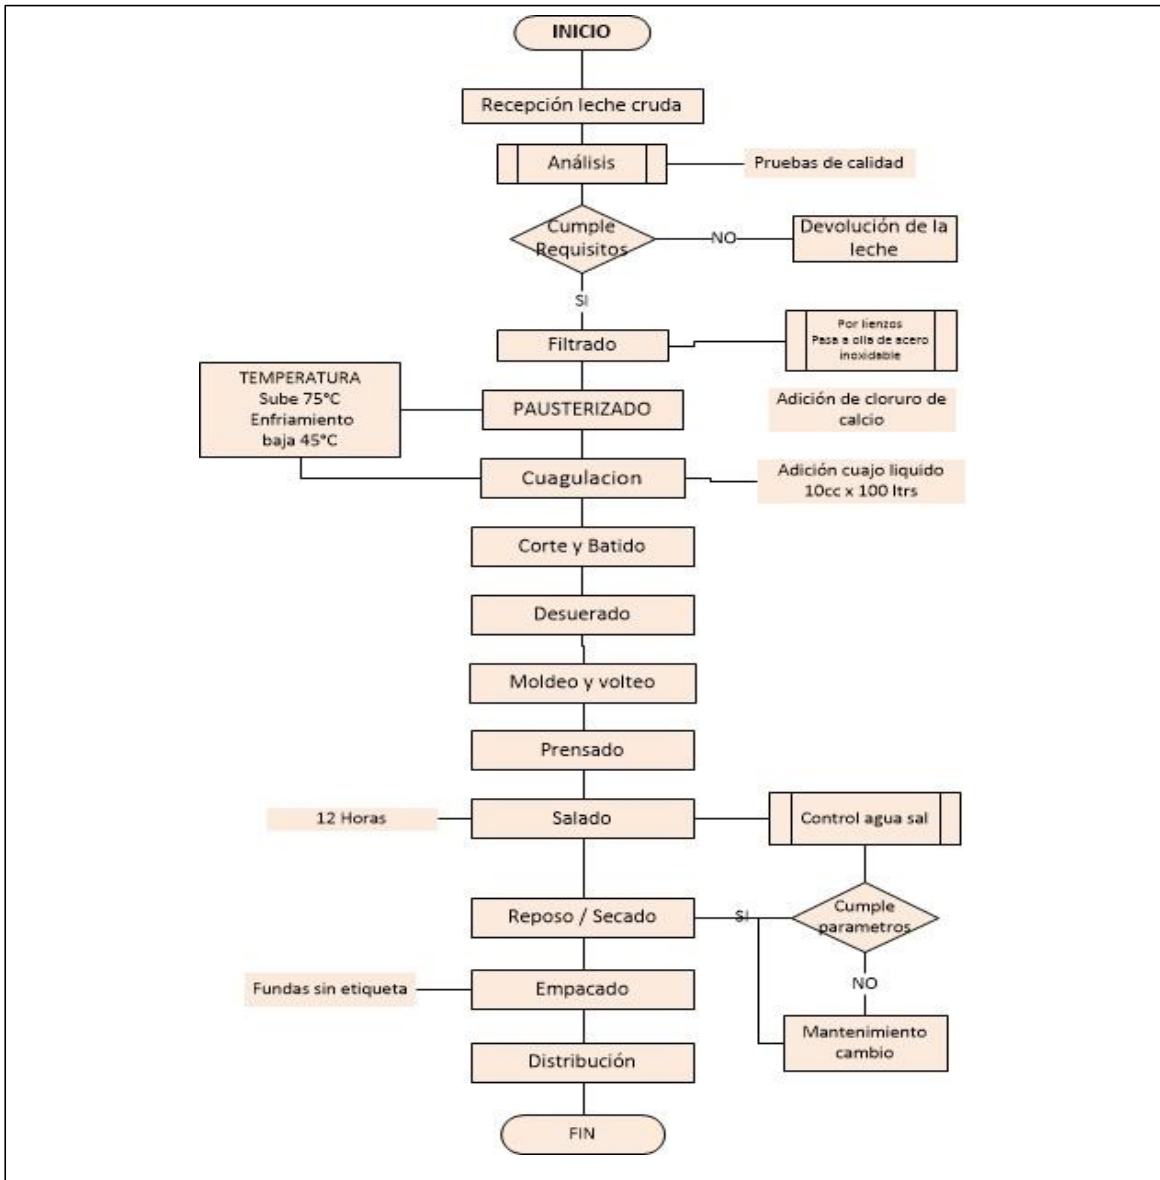 INICIO
Recepción leche cruda
Análisis
Pruebas de calidad
Cumple
Requisitos
NO
Devolución de la
leche
SI
Filtrado
Por lienzos
Pasa a olla de acero
inoxidable
TEMPERATURA
Sube 75°C
Enfriamiento
baja 45°C
PAUSTERIZADO
Adición de cloruro de
calcio
Cuagulacion
Adición cuajo liquido
10cc x 100 ltrs
Corte y Batido
Desuerado
Moldeo y volteo
Prensado
12 Horas
Salado
Control agua sal
Reposo / Secado
SI
Cumple
parametros
NO
Fundas sin etiqueta
Empacado
Mantenimiento
cambio
Distribución
FIN